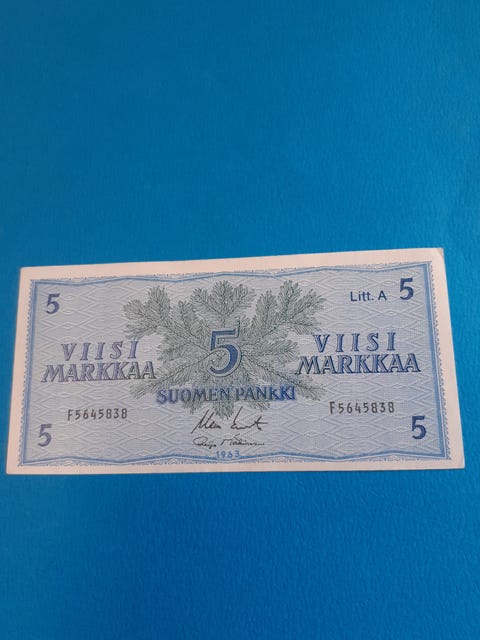 5 Litt. A 5
VIISI MARKKAA
5
VIISI MARKKAA
SUOMEN PANKKI
F5645838 F5645838
5 5
1963